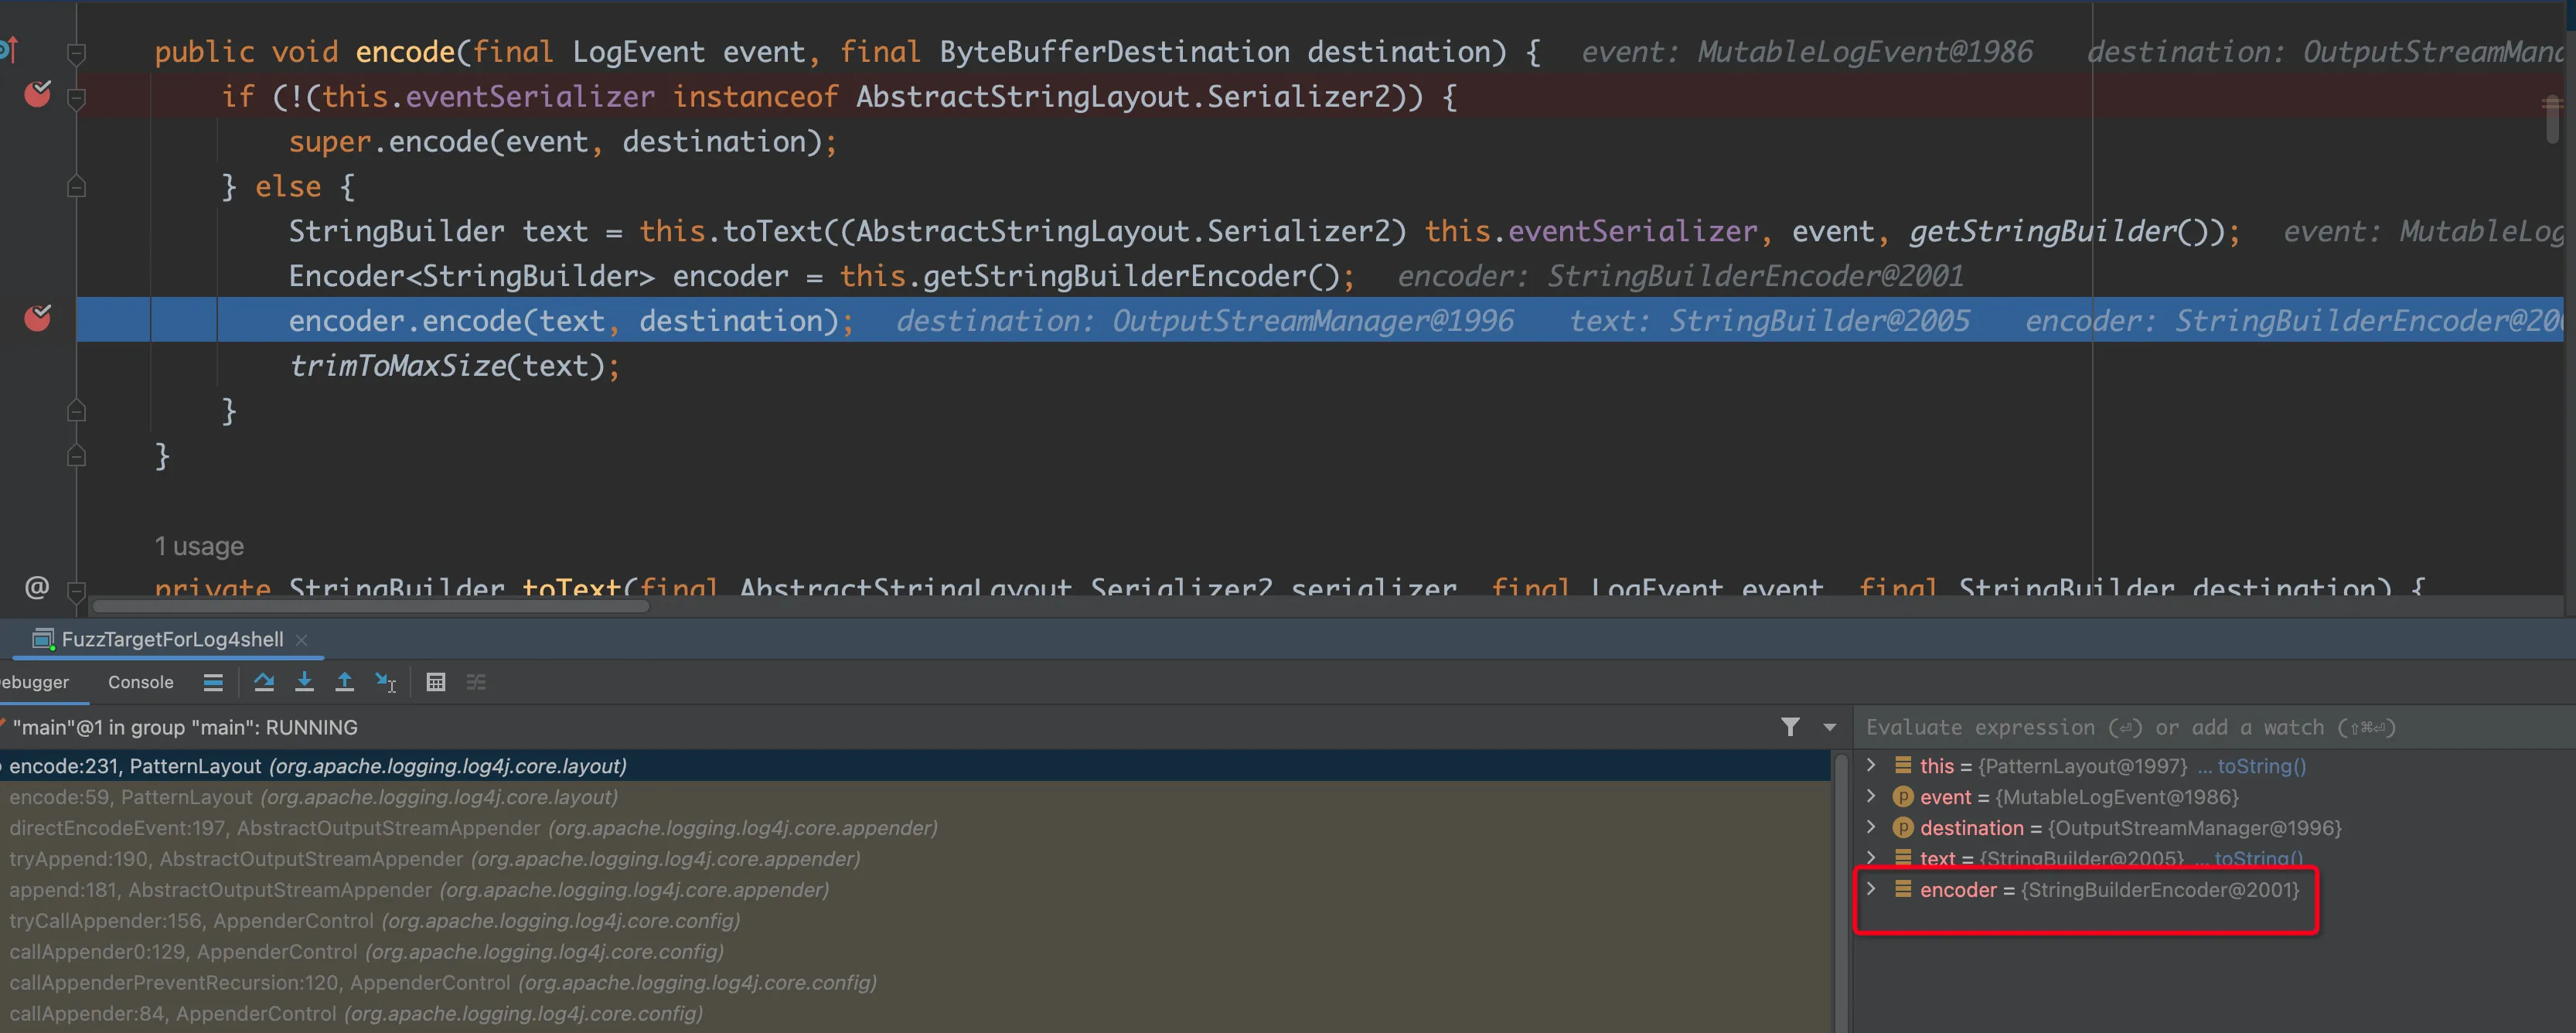 public void encode(final LogEvent event, final ByteBufferDestination destination) { event: MutableLogEvent@1986 destination: OutputStreamMana
if (!(this.eventSerializer instanceof AbstractStringLayout.Serializer2)) {
super.encode(event, destination);
} else {
StringBuilder text = this.toText((AbstractStringLayout.Serializer2) this.eventSerializer, event, getStringBuilder()); event: MutableLog
Encoder<StringBuilder> encoder = this.getStringBuilderEncoder(); encoder: StringBuilderEncoder@2001
encoder.encode(text, destination); destination: OutputStreamManager@1996 text: StringBuilder@2005 encoder: StringBuilderEncoder@200
trimToMaxSize(text);
}
}
1 usage
@ private StringBuilder toText(final AbstractStringLayout.Serializer2 serializer, final LogEvent event, final StringBuilder destination) {
FuzzTargetForLog4shell
ebugger Console
"main"@1 in group "main": RUNNING
encode:231, PatternLayout (org.apache.logging.log4j.core.layout)
encode:59, PatternLayout (org.apache.logging.log4j.core.layout)
directEncodeEvent:197, AbstractOutputStreamAppender (org.apache.logging.log4j.core.appender)
tryAppend:190, AbstractOutputStreamAppender (org.apache.logging.log4j.core.appender)
append:181, AbstractOutputStreamAppender (org.apache.logging.log4j.core.appender)
tryCallAppender:156, AppenderControl (org.apache.logging.log4j.core.config)
callAppender0:129, AppenderControl (org.apache.logging.log4j.core.config)
callAppenderPreventRecursion:120, AppenderControl (org.apache.logging.log4j.core.config)
callAppender:84, AppenderControl (org.apache.logging.log4j.core.config)
Evaluate expression (⏎) or add a watch (⇧⌘⏎)
this = {PatternLayout@1997} ... toString()
p event = {MutableLogEvent@1986}
p destination = {OutputStreamManager@1996}
text = {StringBuilder@2005} ... toString()
encoder = {StringBuilderEncoder@2001}